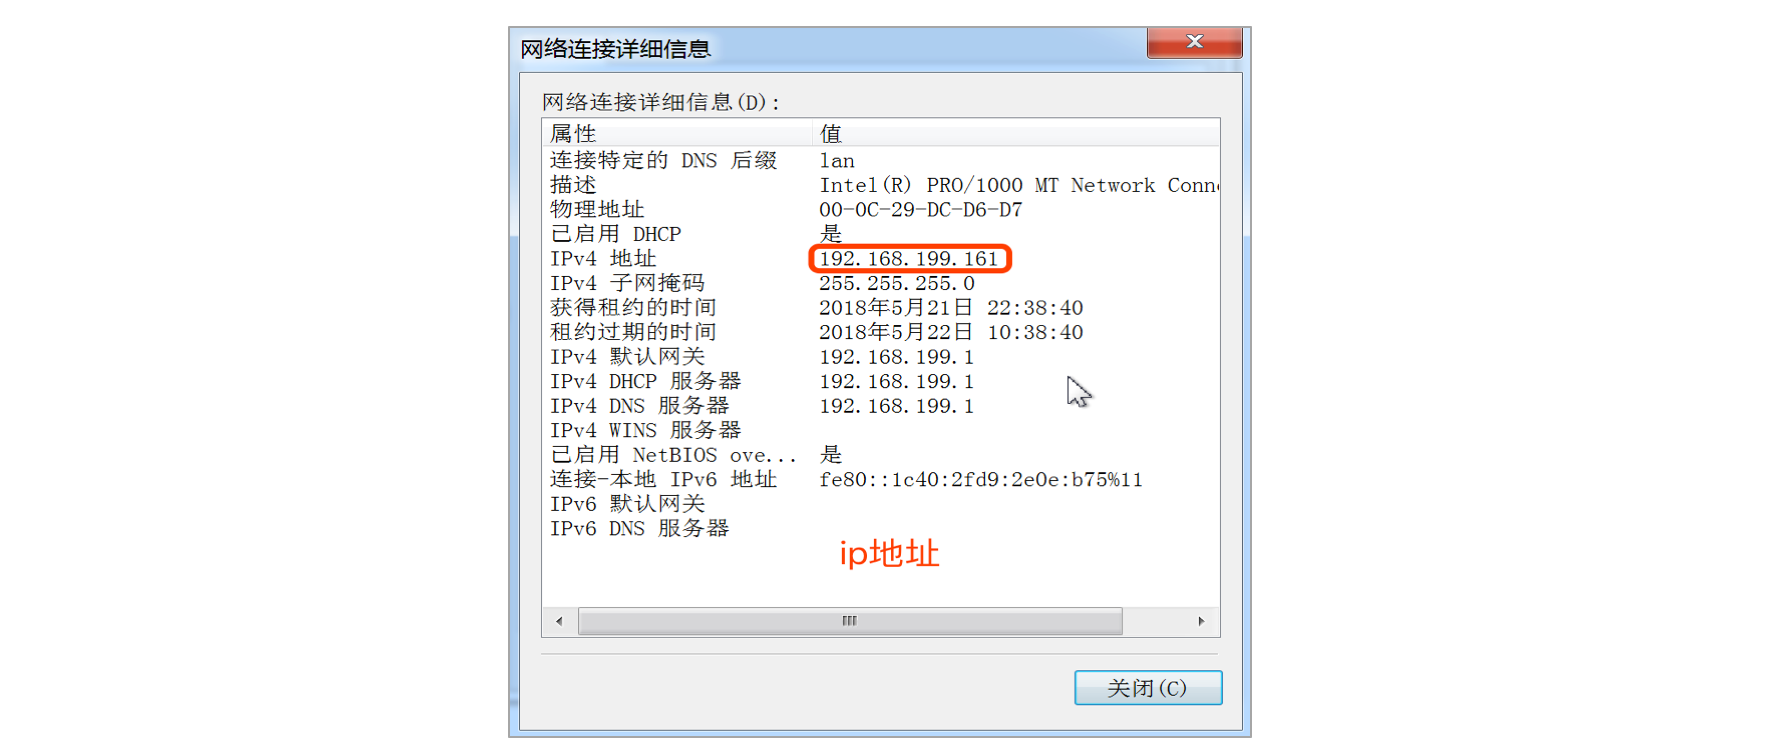 网络连接详细信息
网络连接详细信息(D):
属性 值
连接特定的 DNS 后缀 lan
描述 Intel(R) PRO/1000 MT Network Conn
物理地址 00-0C-29-DC-D6-D7
已启用 DHCP 是
IPv4 地址 192.168.199.161
IPv4 子网掩码 255.255.255.0
获得租约的时间 2018年5月21日 22:38:40
租约过期的时间 2018年5月22日 10:38:40
IPv4 默认网关 192.168.199.1
IPv4 DHCP 服务器 192.168.199.1
IPv4 DNS 服务器 192.168.199.1
IPv4 WINS 服务器
已启用 NetBIOS ove... 是
连接-本地 IPv6 地址 fe80::1c40:2fd9:2e0e:b75%11
IPv6 默认网关
IPv6 DNS 服务器
ip地址
关闭(C)